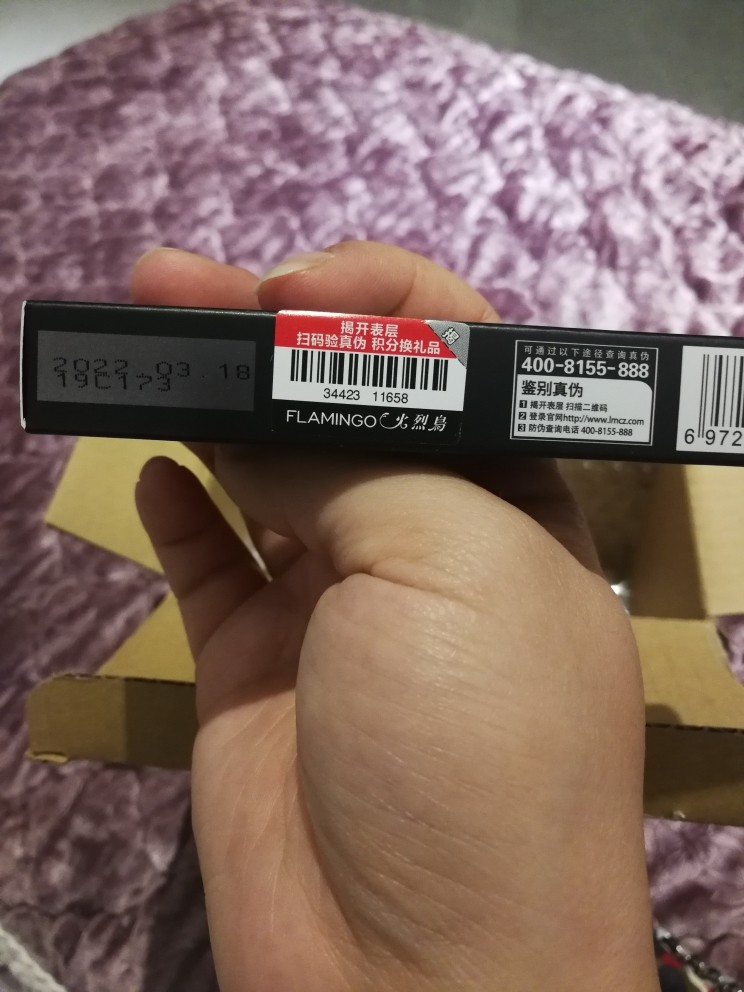 2022.03.18
19C173
揭开表层
扫码验真伪 积分换礼品
揭
34423 11658
FLAMINGO 火烈鳥
可通过以下途径查询真伪
400-8155-888
鉴别真伪
1 揭开表层 扫描二维码
2 登录官网http://www.lmcz.com
3 防伪查询电话 400-8155-888
6 972